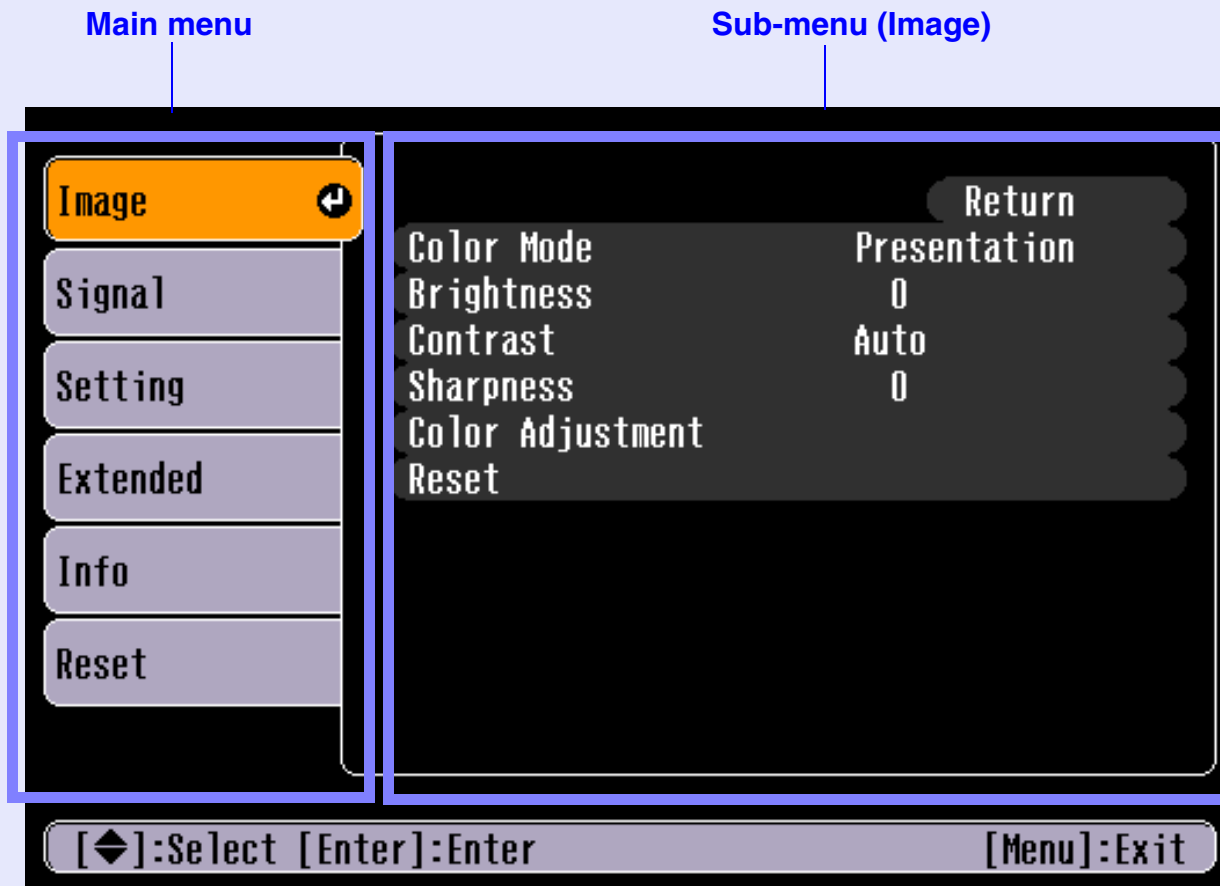 Main menu
Sub-menu (Image)
Image
Signal
Setting
Extended
Info
Reset
Return
Color Mode Presentation
Brightness 0
Contrast Auto
Sharpness 0
Color Adjustment
Reset
[◆]:Select [Enter]:Enter [Menu]:Exit